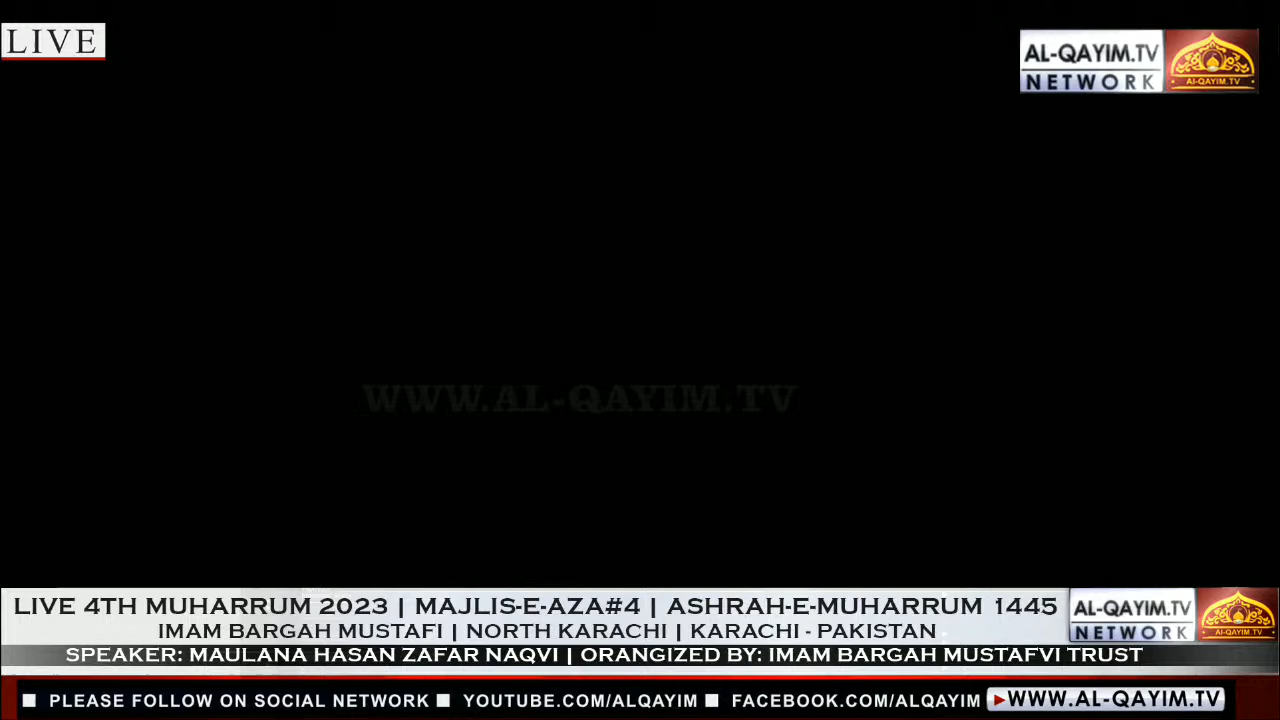 LIVE
AL-QAYIM.TV
NETWORK
Al-QAYIM.TV
WWW.AL-QAYIM.TV
LIVE 4TH MUHARRUM 2023 | MAJLIS-E-AZA#4 | ASHRAH-E-MUHARRUM 1445
IMAM BARGAH MUSTAFI | NORTH KARACHI | KARACHI - PAKISTAN
SPEAKER: MAULANA HASAN ZAFAR NAQVI | ORANGIZED BY: IMAM BARGAH MUSTAFVI TRUST
AL-QAYIM.TV
NETWORK
Al-QAYIM.TV
PLEASE FOLLOW ON SOCIAL NETWORK ■ YOUTUBE.COM/ALQAYIM ■ FACEBOOK.COM/ALQAYIM ►WWW.AL-QAYIM.TV